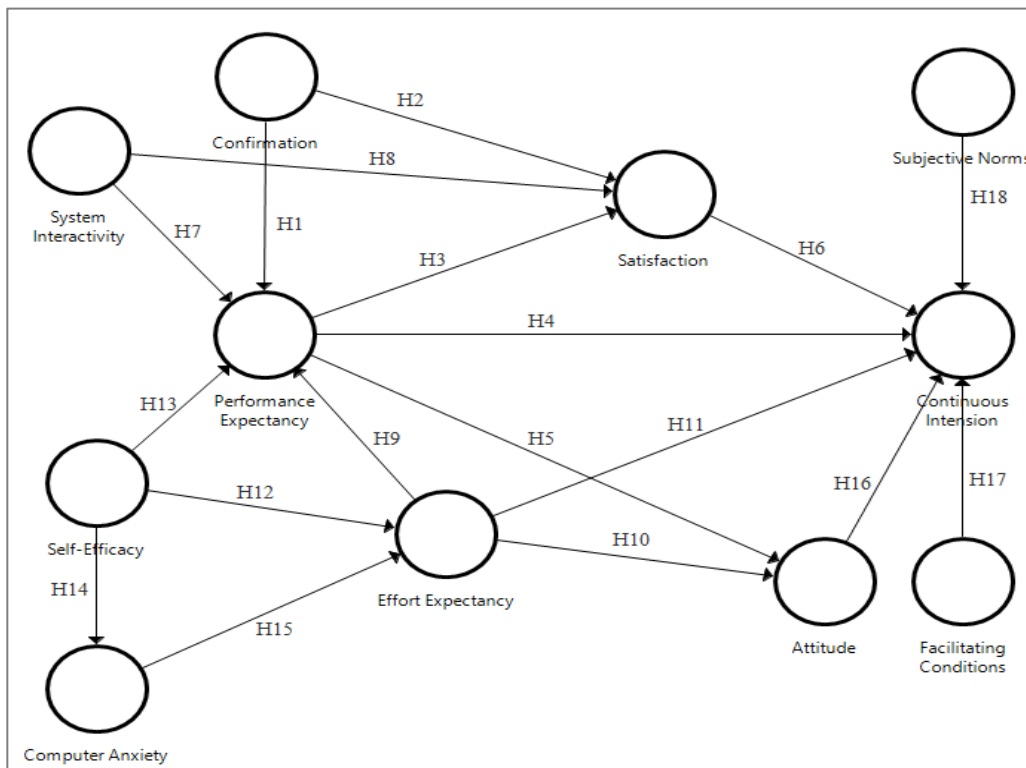 H2
Confirmation
H8
Subjective Norms
System
Interactivity
H7
H1
H18
H3
Satisfaction
H6
H4
Performance
Expectancy
Continuous
Intension
H13
H9
H5
H11
H12
H16
H17
Self-Efficacy
H10
H14
Effort Expectancy
H15
Attitude
Facilitating
Conditions
Computer Anxiety